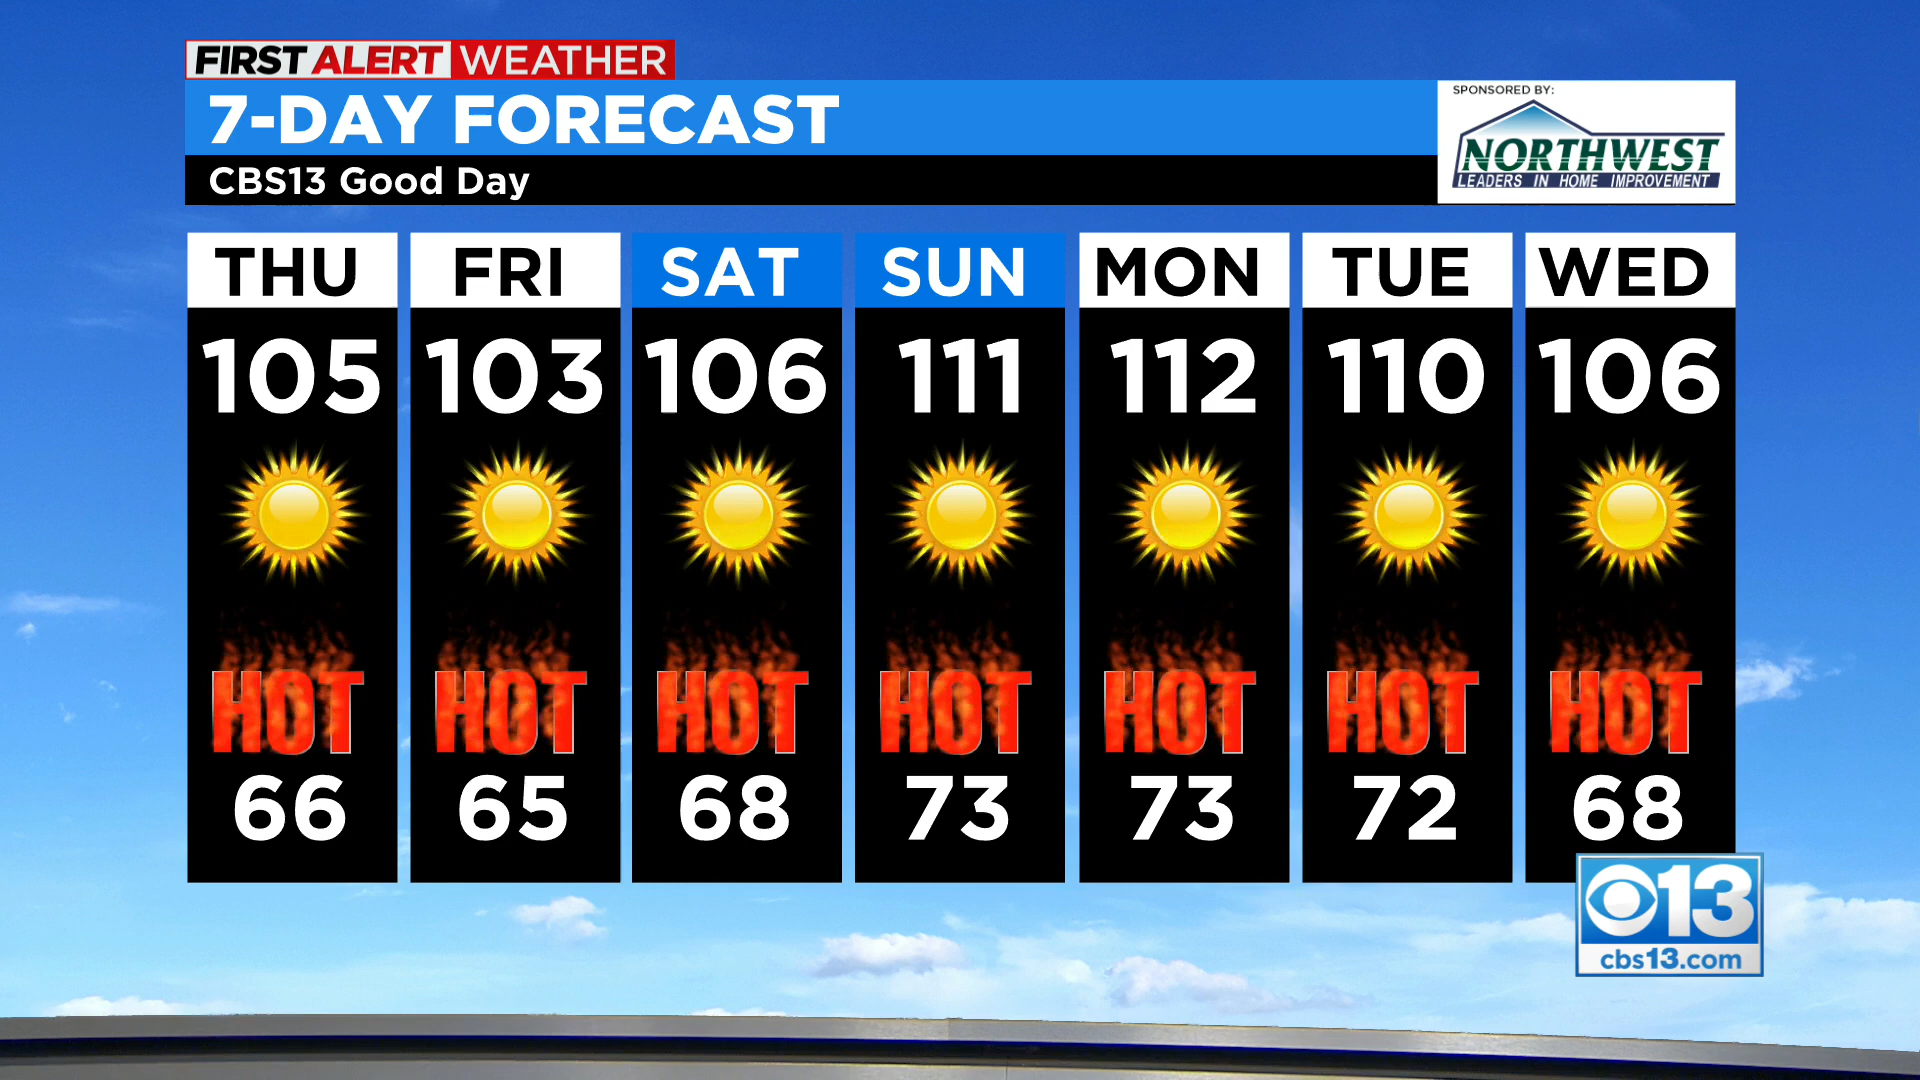 FIRST ALERT WEATHER
7-DAY FORECAST
CBS13 Good Day
SPONSORED BY:
NORTHWEST
LEADERS IN HOME IMPROVEMENT
THU FRI SAT SUN MON TUE WED
105 103 106 111 112 110 106
HOT HOT HOT HOT HOT HOT HOT
66 65 68 73 73 72 68
13
cbs13.com